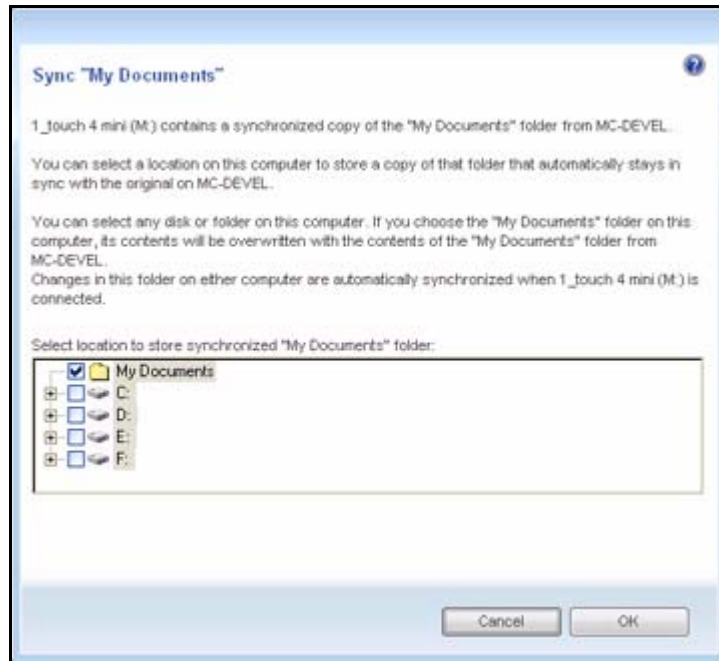 Sync "My Documents"
1_touch 4 mini (M:) contains a synchronized copy of the "My Documents" folder from MC-DEVEL.
You can select a location on this computer to store a copy of that folder that automatically stays in
sync with the original on MC-DEVEL.
You can select any disk or folder on this computer. If you choose the "My Documents" folder on this
computer, its contents will be overwritten with the contents of the "My Documents" folder from
MC-DEVEL.
Changes in this folder on either computer are automatically synchronized when 1_touch 4 mini (M:) is
connected.
Select location to store synchronized "My Documents" folder:
My Documents
C:
D:
E:
F:
Cancel OK